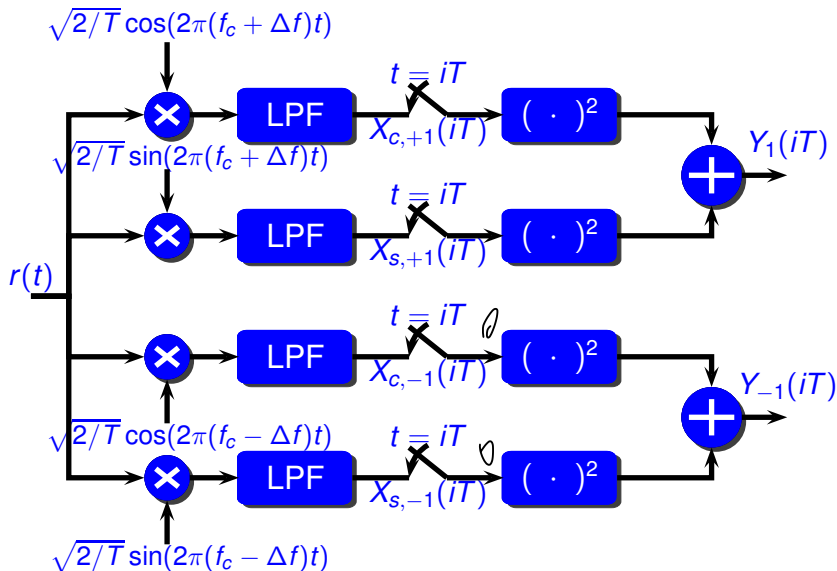 √2/T cos(2π(f_c + Δf)t)
t = iT
LPF
( · )²
X_{c,+1}(iT)
Y_1(iT)
√2/T sin(2π(f_c + Δf)t)
t = iT
LPF
( · )²
X_{s,+1}(iT)
r(t)
t = iT
LPF
( · )²
X_{c,−1}(iT)
Y_{−1}(iT)
√2/T cos(2π(f_c − Δf)t)
t = iT
LPF
( · )²
X_{s,−1}(iT)
√2/T sin(2π(f_c − Δf)t)